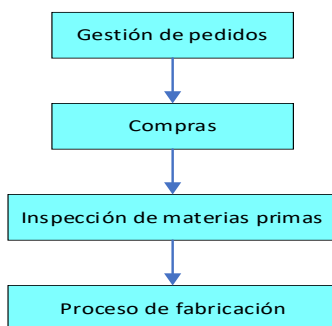 Gestión de pedidos
Compras
Inspección de materias primas
Proceso de fabricación